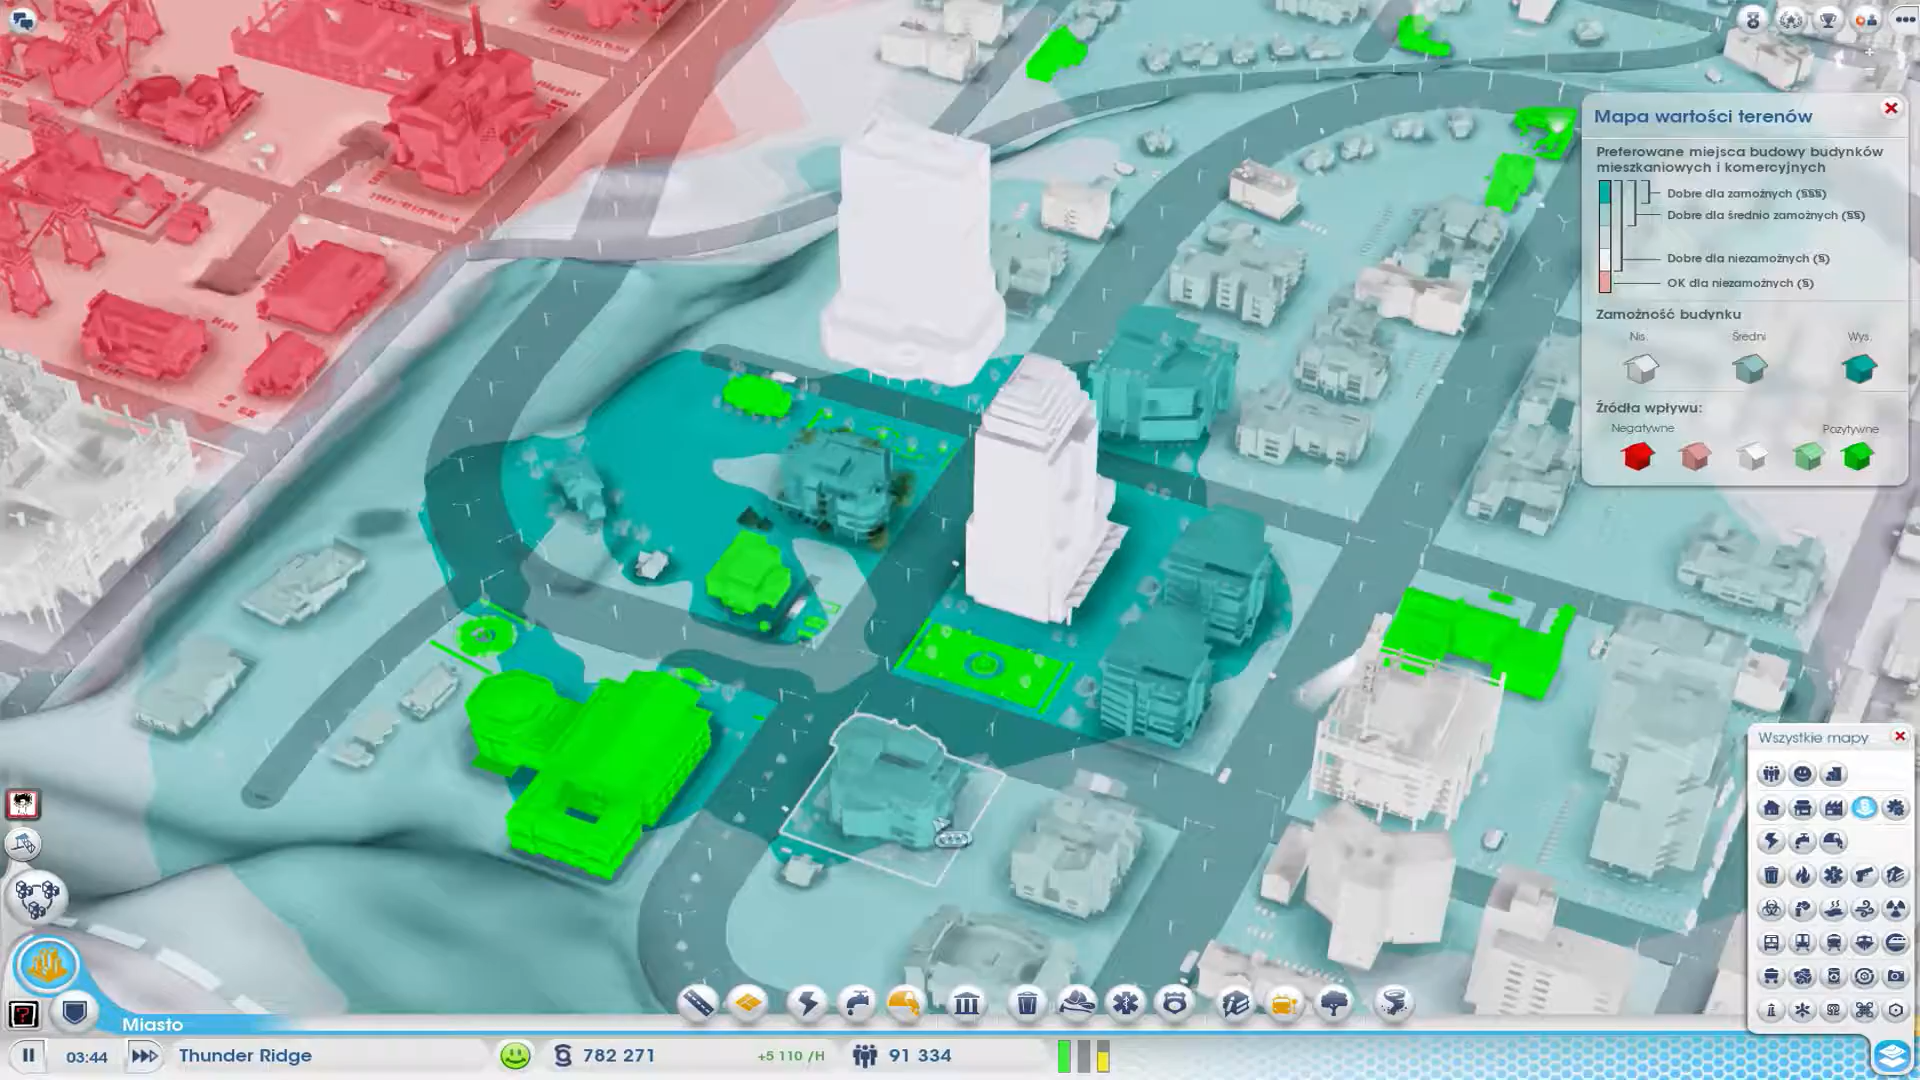 Mapa wartości terenów
Preferowane miejsca budowy budynków
mieszkaniowych i komercyjnych
Dobre dla zamożnych (§§§)
Dobre dla średnio zamożnych (§§)
Dobre dla niezamożnych (§)
OK dla niezamożnych (§)
Zamożność budynku
Nis.
Średni
Wys.
Źródła wpływu:
Negatywne
Pozytywne
Wszystkie mapy
?
Miasto
03:44
Thunder Ridge
782 271
+5 110 /H
91 334